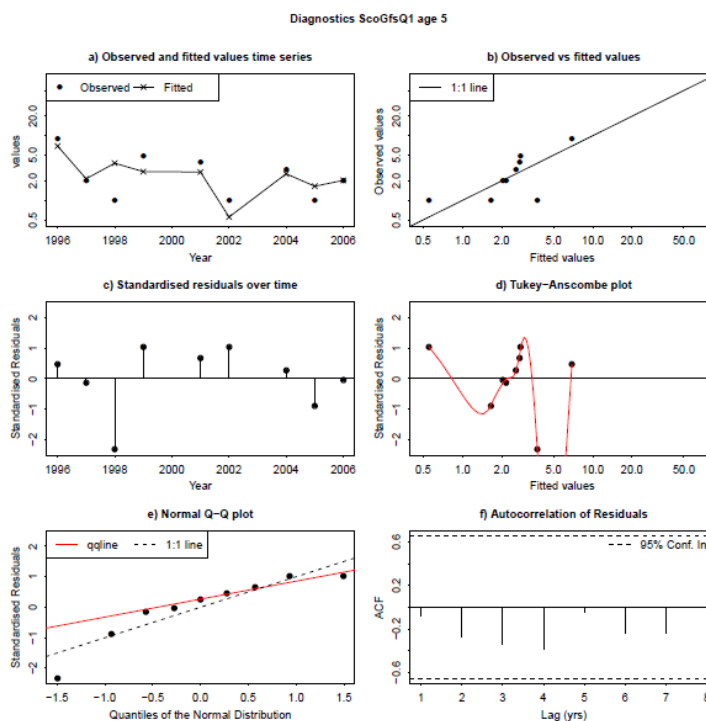 Diagnostics ScoGfsQ1 age 5
a) Observed and fitted values time series
Observed Fitted
values
0.5 2.0 5.0 20.0
1996 1998 2000 2002 2004 2006
Year
b) Observed vs fitted values
1:1 line
Observed values
0.5 2.0 5.0 20.0
0.5 1.0 2.0 5.0 10.0 20.0 50.0
Fitted values
c) Standardised residuals over time
Standardised Residuals
−2 −1 0 1 2
1996 1998 2000 2002 2004 2006
Year
d) Tukey−Anscombe plot
Standardised Residuals
−2 −1 0 1 2
0.5 1.0 2.0 5.0 10.0 20.0 50.0
Fitted values
e) Normal Q−Q plot
qqline 1:1 line
Standardised Residuals
−2 −1 0 1 2
−1.5 −1.0 −0.5 0.0 0.5 1.0 1.5
Quantiles of the Normal Distribution
f) Autocorrelation of Residuals
95% Conf. In
ACF
−0.6 −0.2 0.2 0.6
1 2 3 4 5 6 7 8
Lag (yrs)